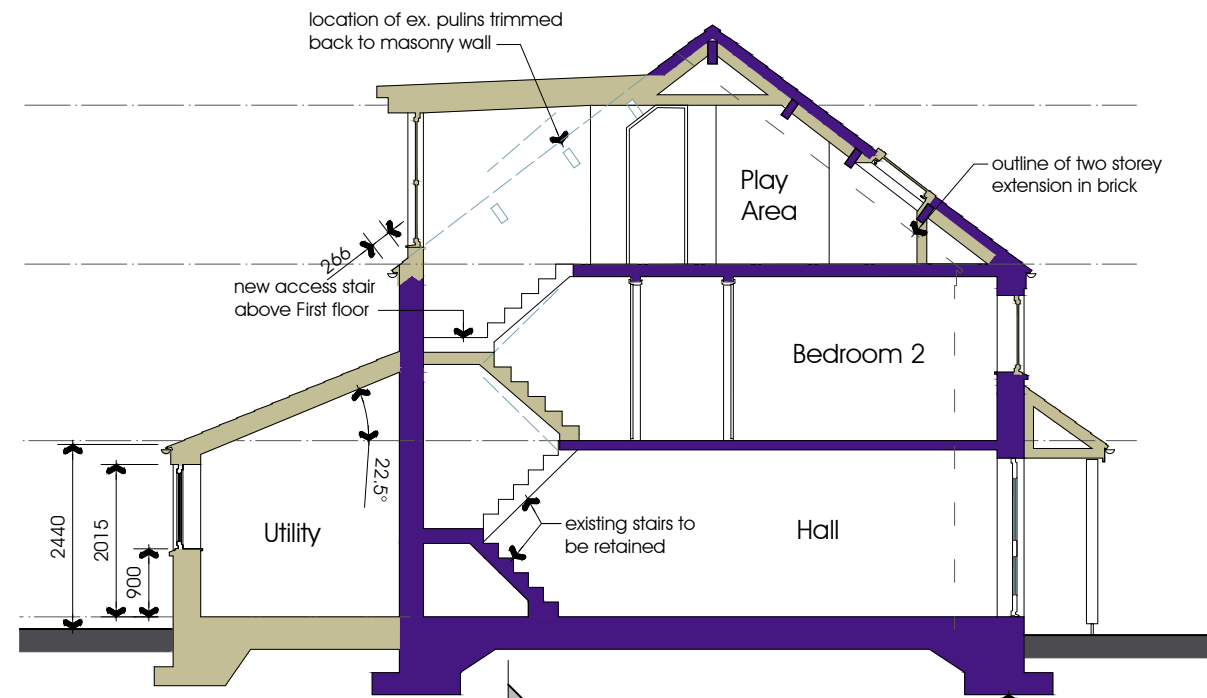 location of ex. pulins trimmed
back to masonry wall
outline of two storey
extension in brick
Play
Area
266
new access stair
above First floor
Bedroom 2
22.5°
2440
2015
900
Utility
existing stairs to
be retained
Hall